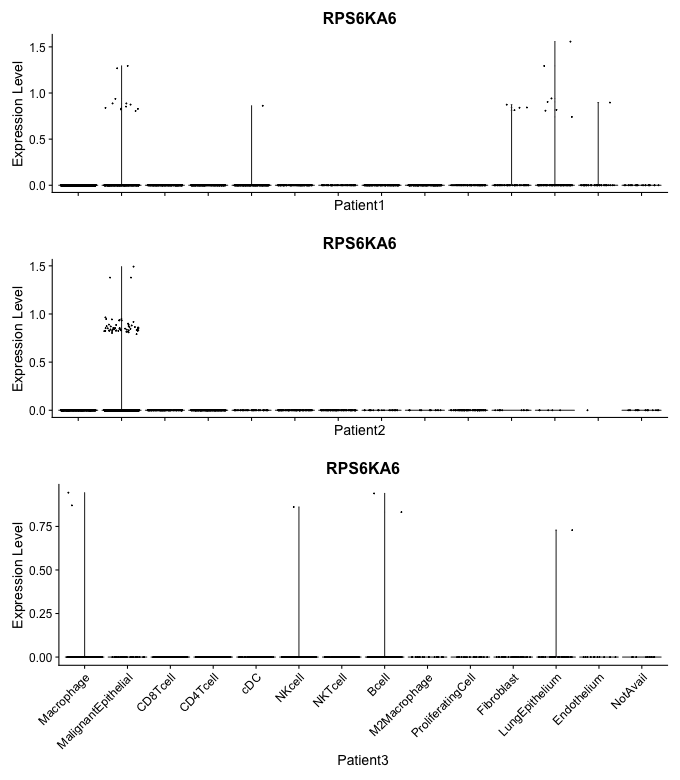 RPS6KA6
Expression Level
1.5
1.0
0.5
0.0
Patient1
RPS6KA6
Expression Level
1.5
1.0
0.5
0.0
Patient2
RPS6KA6
Expression Level
0.75
0.50
0.25
0.00
Macrophage
MalignantEpithelial
CD8Tcell
CD4Tcell
cDC
NKcell
NKTcell
Bcell
M2Macrophage
ProliferatingCell
Fibroblast
LungEpithelium
Endothelium
NotAvail
Patient3